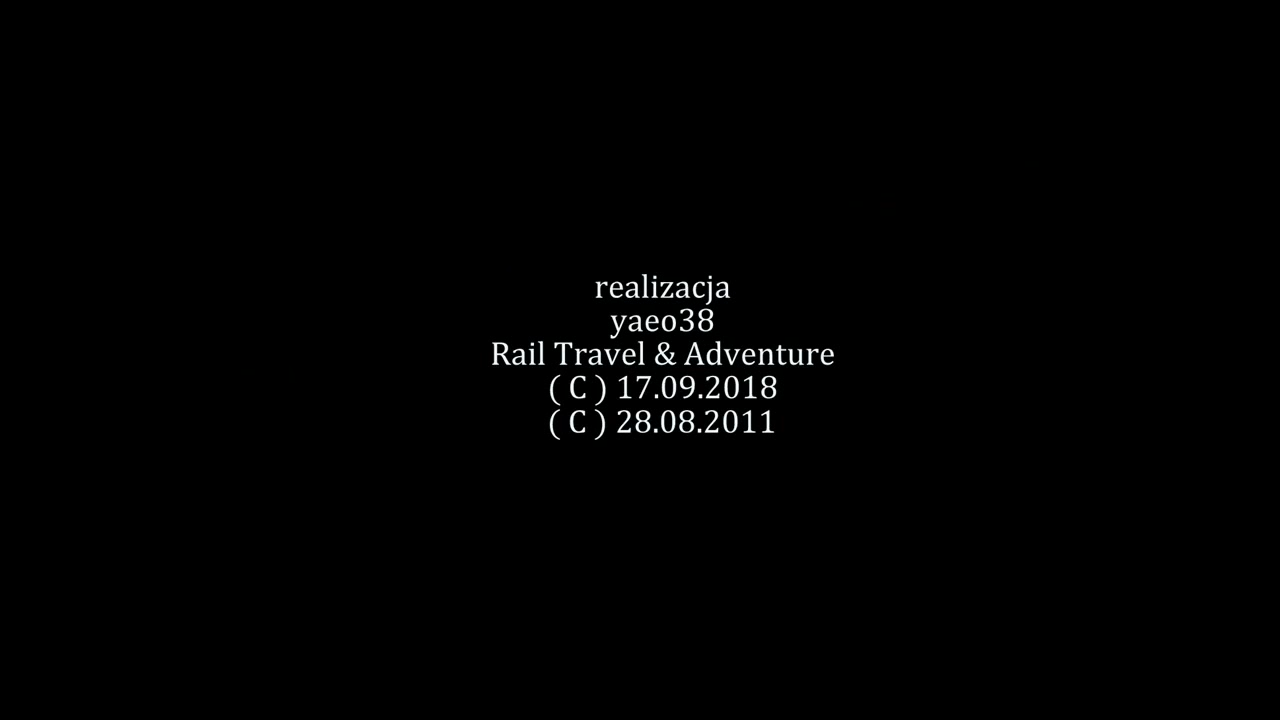 realizacja
yaeo38
Rail Travel & Adventure
( C ) 17.09.2018
( C ) 28.08.2011